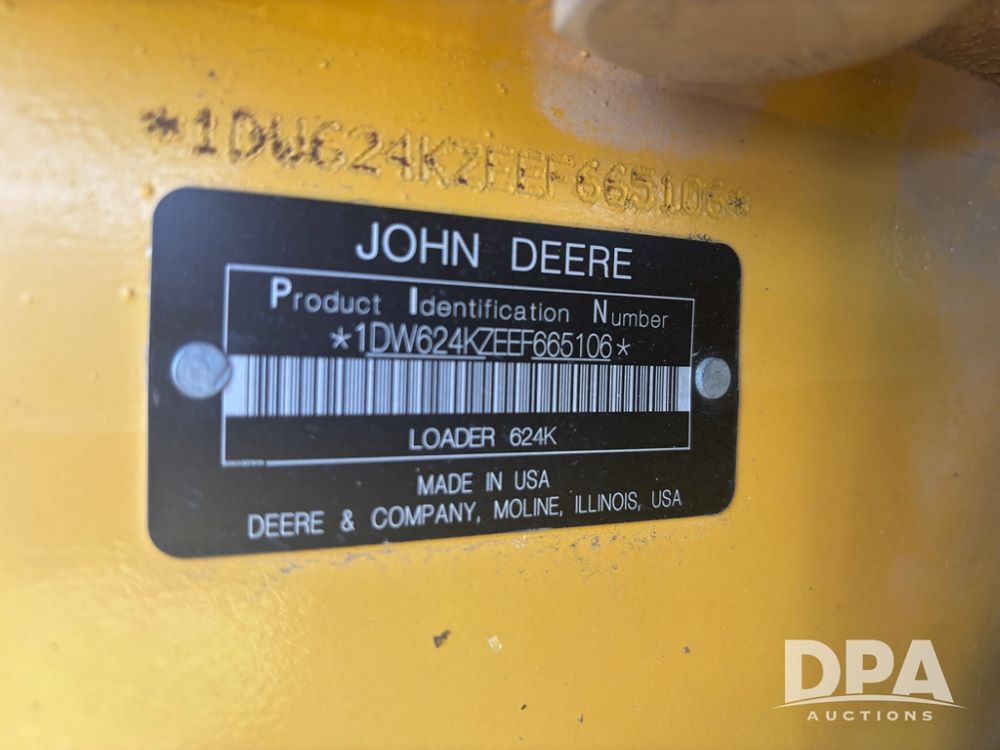 *1DW624KZEEF665106*
JOHN DEERE
Product Identification Number
*1DW624KZEEF665106*
LOADER 624K
MADE IN USA
DEERE & COMPANY, MOLINE, ILLINOIS, USA
DPA
AUCTIONS